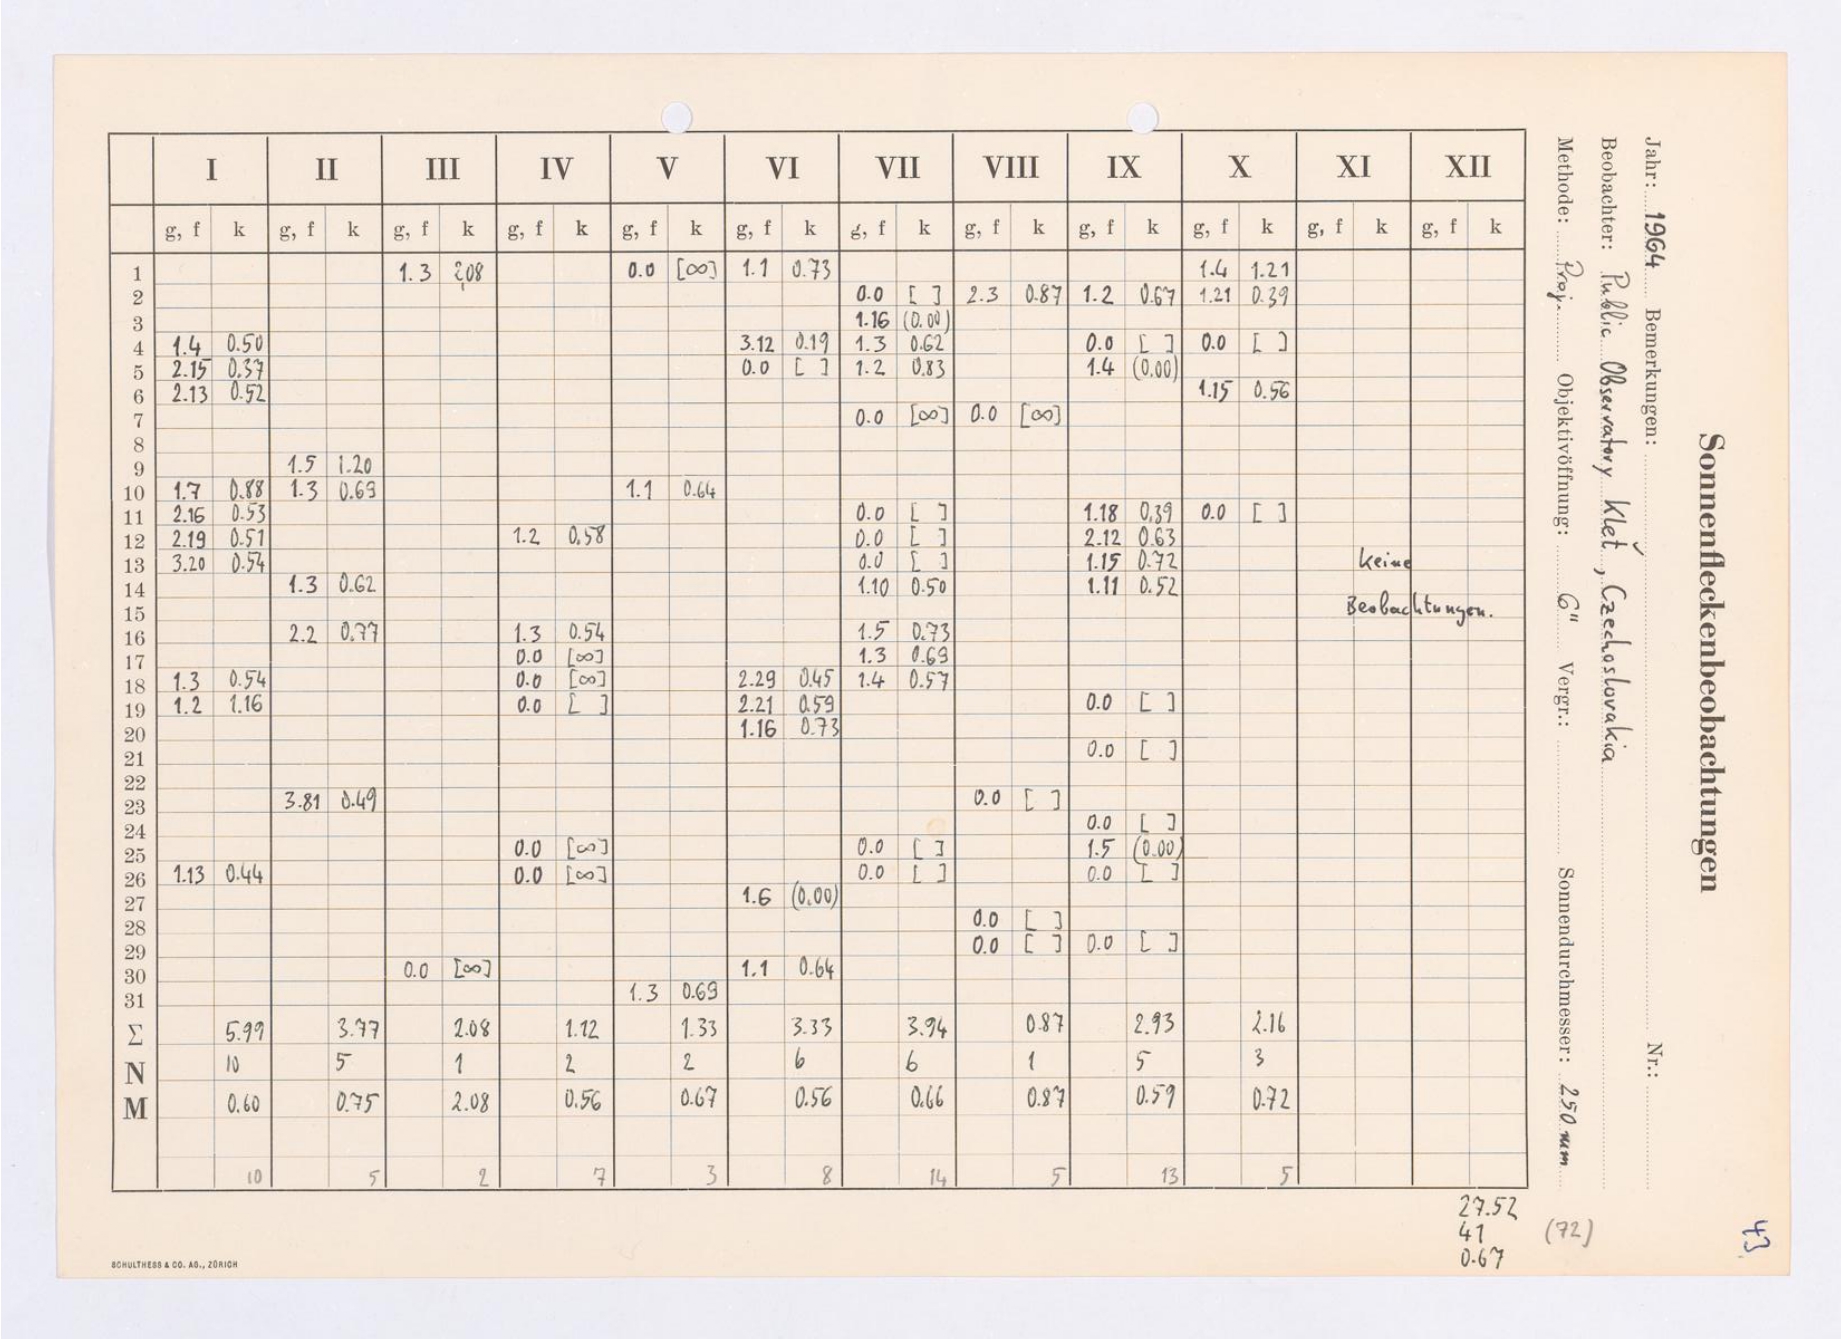 Sonnenfleckenbeobachtungen
Jahr: 1964 Bemerkungen: Nr.:
Beobachter: Public Observatory Kleť, Czechoslovakia
Methode: Proj. Objektivöffnung: 6" Vergr.: Sonnendurchmesser: 250 mm
I II III IV V VI VII VIII IX X XI XII
g, f k g, f k g, f k g, f k g, f k g, f k g, f k g, f k g, f k g, f k g, f k g, f k
1 1.3 2.08 0.0 [∞] 1.1 0.73 1.4 1.21
2 0.0 [ ] 2.3 0.87 1.2 0.67 1.21 0.39
3 1.16 (0.00)
4 1.4 0.50 3.12 0.19 1.3 0.62 0.0 [ ] 0.0 [ ]
5 2.15 0.37 0.0 [ ] 1.2 0.83 1.4 (0.00)
6 2.13 0.52 1.15 0.56
7 0.0 [∞] 0.0 [∞]
8
9 1.5 1.20
10 1.7 0.88 1.3 0.69 1.1 0.64
11 2.16 0.53 0.0 [ ] 1.18 0.39 0.0 [ ]
12 2.19 0.51 1.2 0.58 0.0 [ ] 2.12 0.63
13 3.20 0.54 0.0 [ ] 1.15 0.72 keine
14 1.3 0.62 1.10 0.50 1.11 0.52
15 Beobachtungen.
16 2.2 0.77 1.3 0.54 1.5 0.73
17 0.0 [∞] 1.3 0.69
18 1.3 0.54 0.0 [∞] 2.29 0.45 1.4 0.57
19 1.2 1.16 0.0 [ ] 2.21 0.59 0.0 [ ]
20 1.16 0.73
21 0.0 [ ]
22
23 3.81 0.49 0.0 [ ]
24 0.0 [ ]
25 0.0 [∞] 0.0 [ ] 1.5 (0.00)
26 1.13 0.44 0.0 [∞] 0.0 [ ] 0.0 [ ]
27 1.6 (0.00)
28 0.0 [ ]
29 0.0 [ ] 0.0 [ ]
30 0.0 [∞] 1.1 0.64
31 1.3 0.69
Σ 5.99 3.77 2.08 1.12 1.33 3.33 3.94 0.87 2.93 2.16
N 10 5 1 2 2 6 6 1 5 3
M 0.60 0.75 2.08 0.56 0.67 0.56 0.66 0.87 0.59 0.72
10 5 2 7 3 8 14 5 13 5
27.52
41 (72)
0.67
43
SCHULTHESS & CO. AG., ZÜRICH